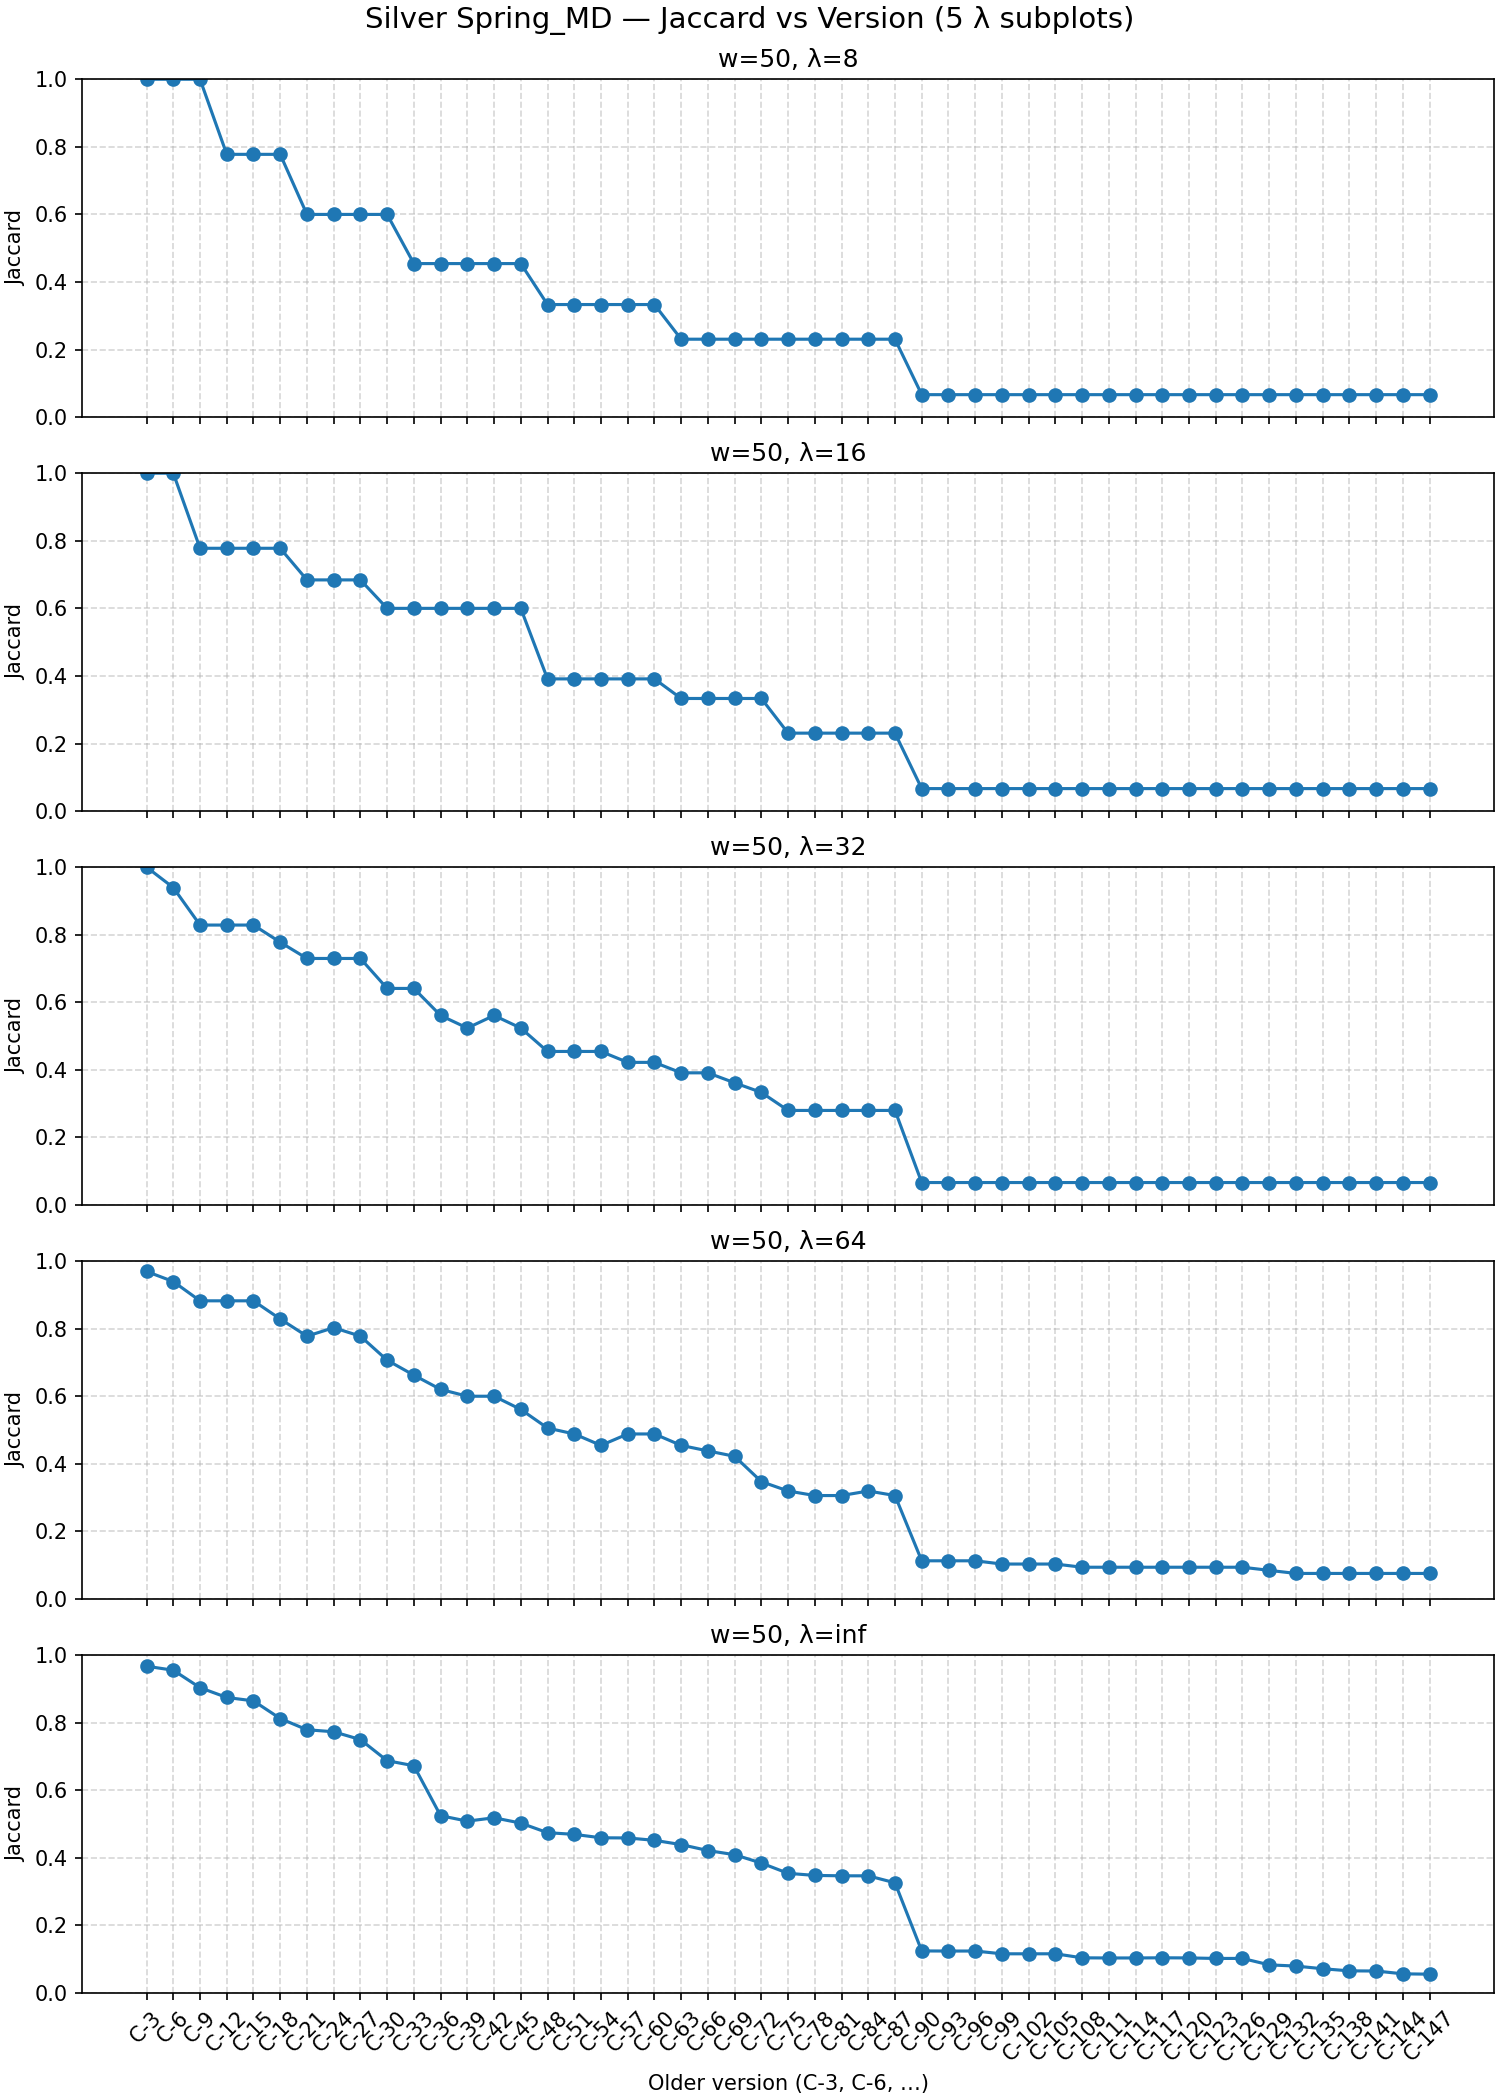 Silver Spring_MD — Jaccard vs Version (5 λ subplots)
w=50, λ=8
1.0
0.8
0.6
0.4
0.2
0.0
Jaccard
w=50, λ=16
1.0
0.8
0.6
0.4
0.2
0.0
Jaccard
w=50, λ=32
1.0
0.8
0.6
0.4
0.2
0.0
Jaccard
w=50, λ=64
1.0
0.8
0.6
0.4
0.2
0.0
Jaccard
w=50, λ=inf
1.0
0.8
0.6
0.4
0.2
0.0
Jaccard
C-3
C-6
C-9
C-12
C-15
C-18
C-21
C-24
C-27
C-30
C-33
C-36
C-39
C-42
C-45
C-48
C-51
C-54
C-57
C-60
C-63
C-66
C-69
C-72
C-75
C-78
C-81
C-84
C-87
C-90
C-93
C-96
C-99
C-102
C-105
C-108
C-111
C-114
C-117
C-120
C-123
C-126
C-129
C-132
C-135
C-138
C-141
C-144
C-147
Older version (C-3, C-6, ...)